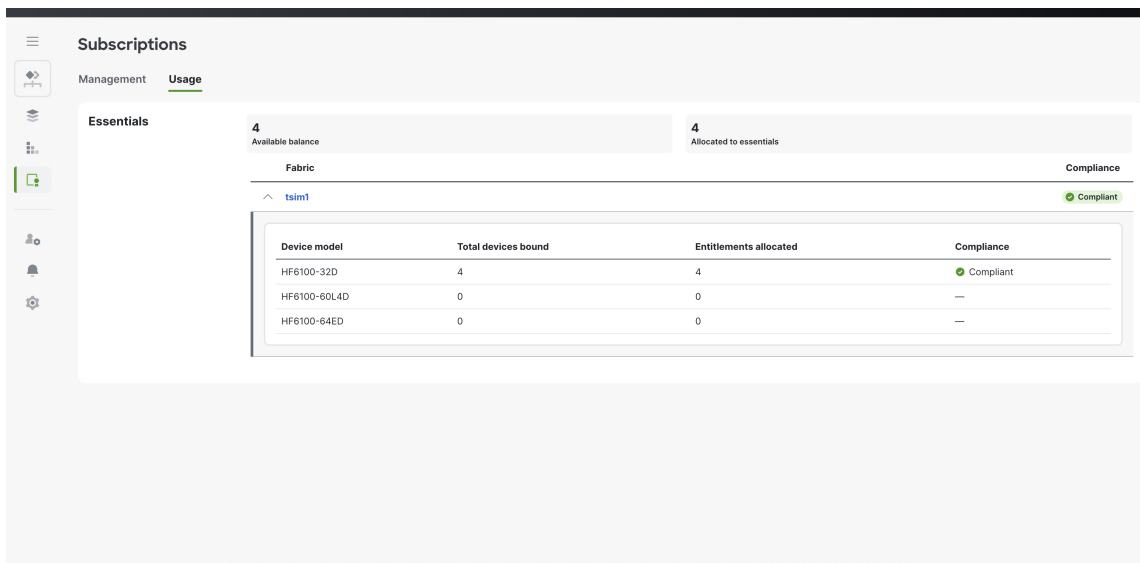 Subscriptions
Management Usage
Essentials
4
Available balance
4
Allocated to essentials
Fabric Compliance
tsim1 Compliant
Device model Total devices bound Entitlements allocated Compliance
HF6100-32D 4 4 Compliant
HF6100-60L4D 0 0 —
HF6100-64ED 0 0 —